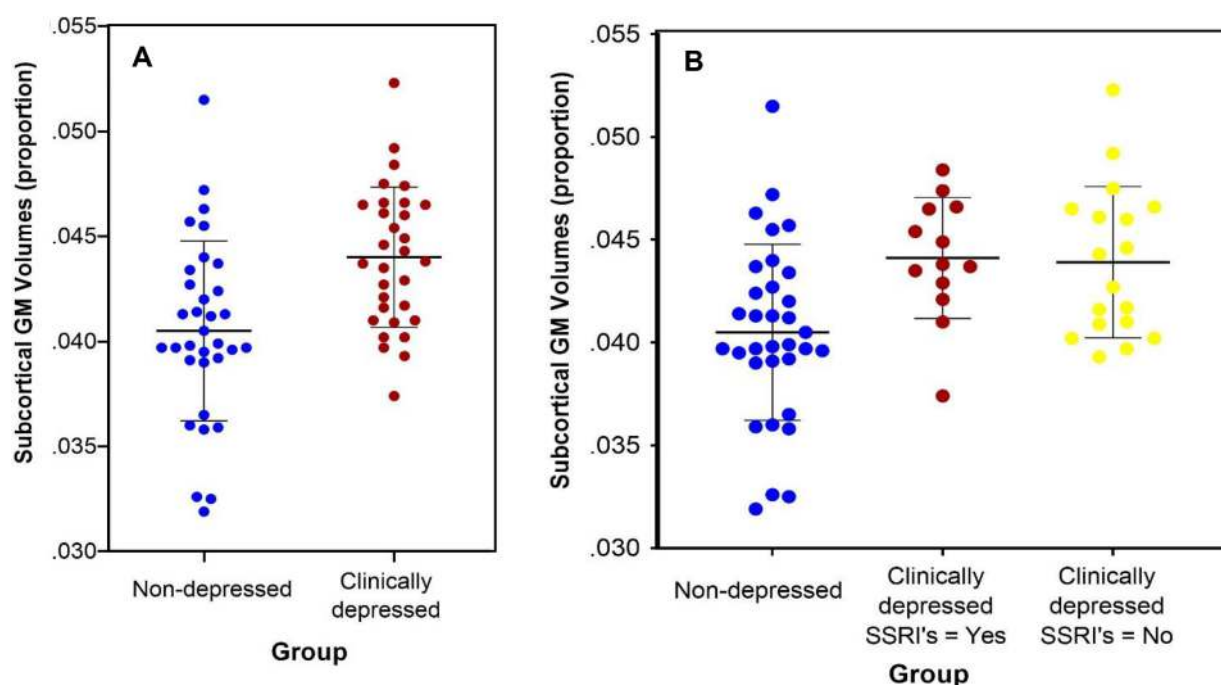 A
Subcortical GM Volumes (proportion)
.055
.050
.045
.040
.035
.030
Non-depressed
Clinically
depressed
Group
B
Subcortical GM Volumes (proportion)
.055
.050
.045
.040
.035
.030
Non-depressed
Clinically
depressed
SSRI's = Yes
Clinically
depressed
SSRI's = No
Group